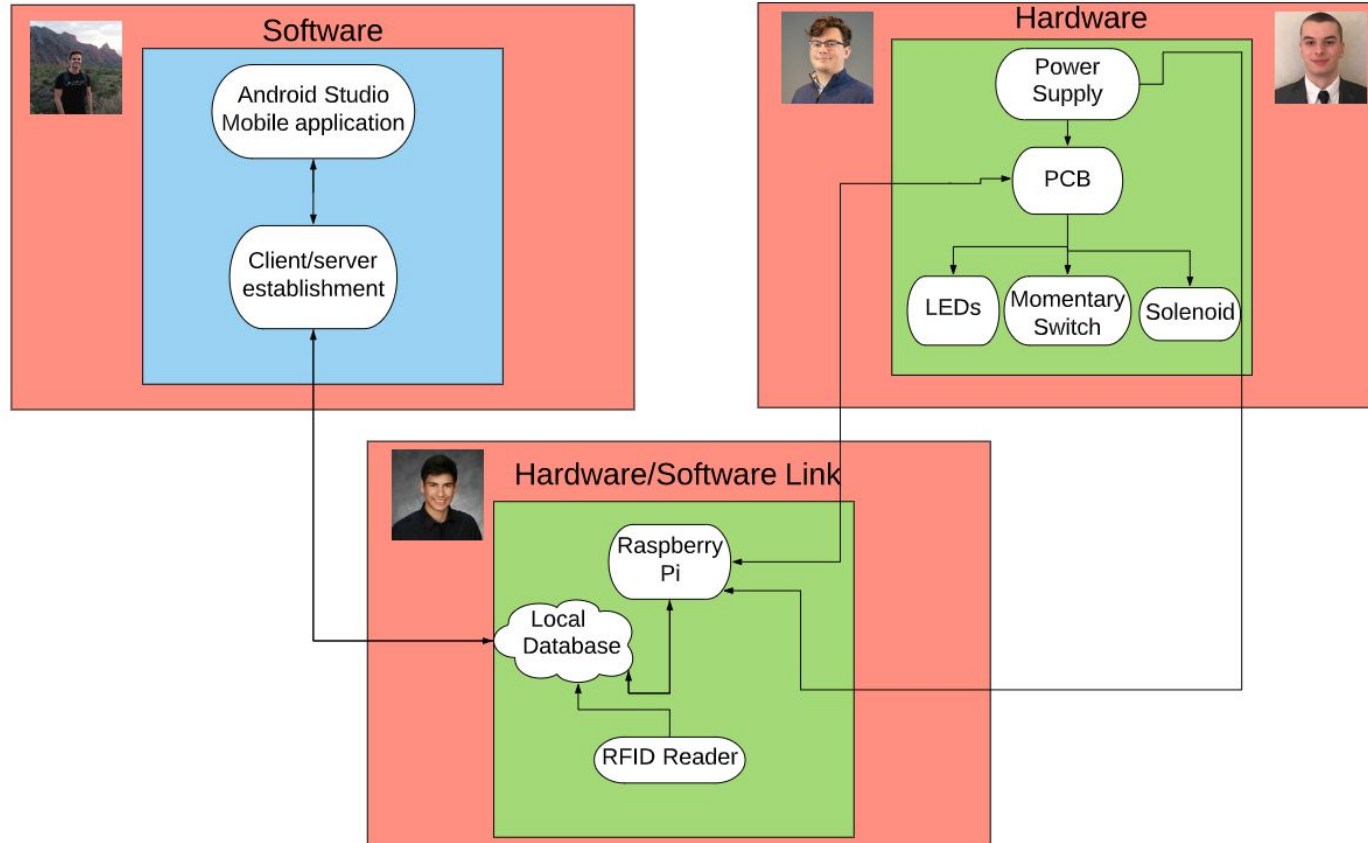 Software
Android Studio
Mobile application
Client/server
establishment
Hardware
Power
Supply
PCB
LEDs
Momentary
Switch
Solenoid
Hardware/Software Link
Raspberry
Pi
Local
Database
RFID Reader